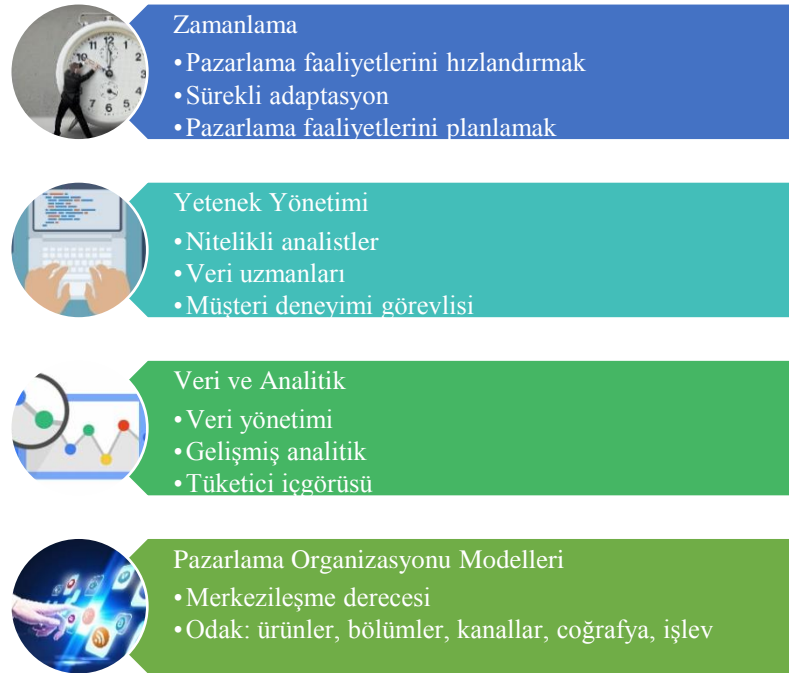 Zamanlama
•Pazarlama faaliyetlerini hızlandırmak
•Sürekli adaptasyon
•Pazarlama faaliyetlerini planlamak
Yetenek Yönetimi
•Nitelikli analistler
•Veri uzmanları
•Müşteri deneyimi görevlisi
Veri ve Analitik
•Veri yönetimi
•Gelişmiş analitik
•Tüketici içgörüsü
Pazarlama Organizasyonu Modelleri
•Merkezileşme derecesi
•Odak: ürünler, bölümler, kanallar, coğrafya, işlev